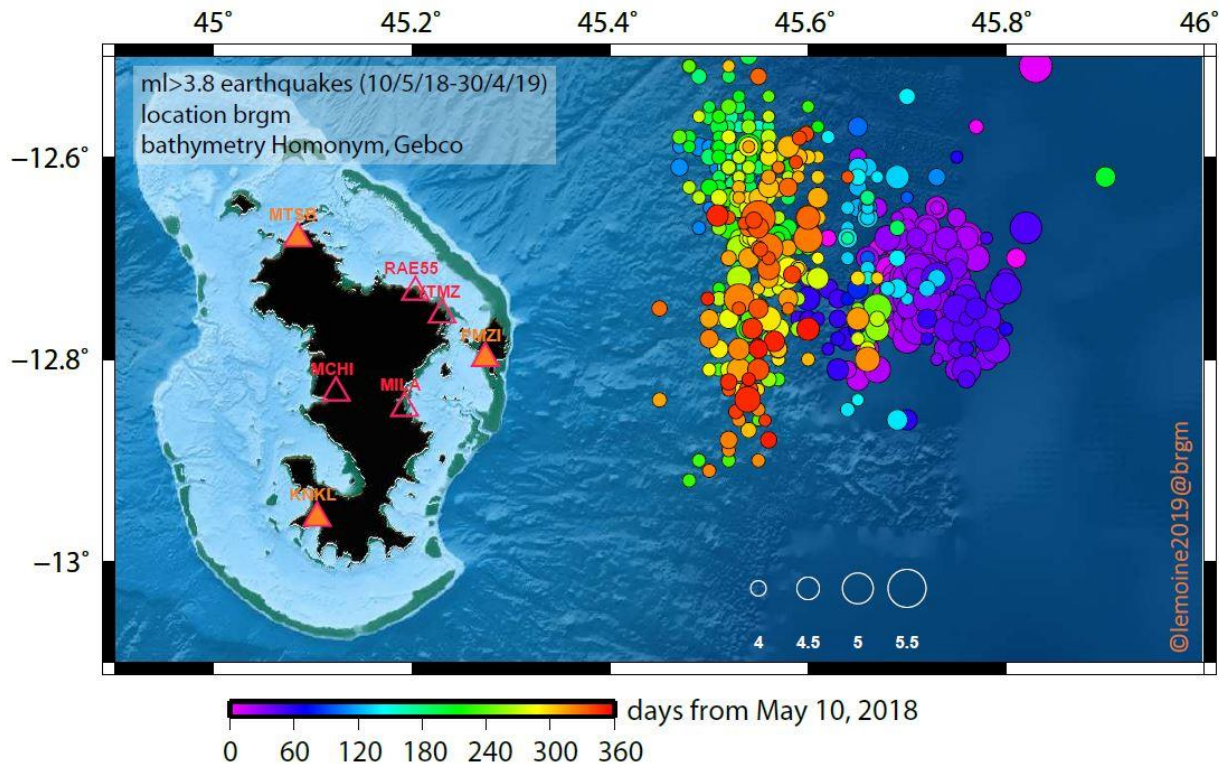 45° 45.2° 45.4° 45.6° 45.8° 46°
ml>3.8 earthquakes (10/5/18-30/4/19)
location brgm
bathymetry Homonym, Gebco
−12.6°
MTSB
RAE55
YTMZ
PMZI
−12.8°
MCHI
MILA
KNKL
−13°
4 4.5 5 5.5
©lemoine2019@brgm
days from May 10, 2018
0 60 120 180 240 300 360